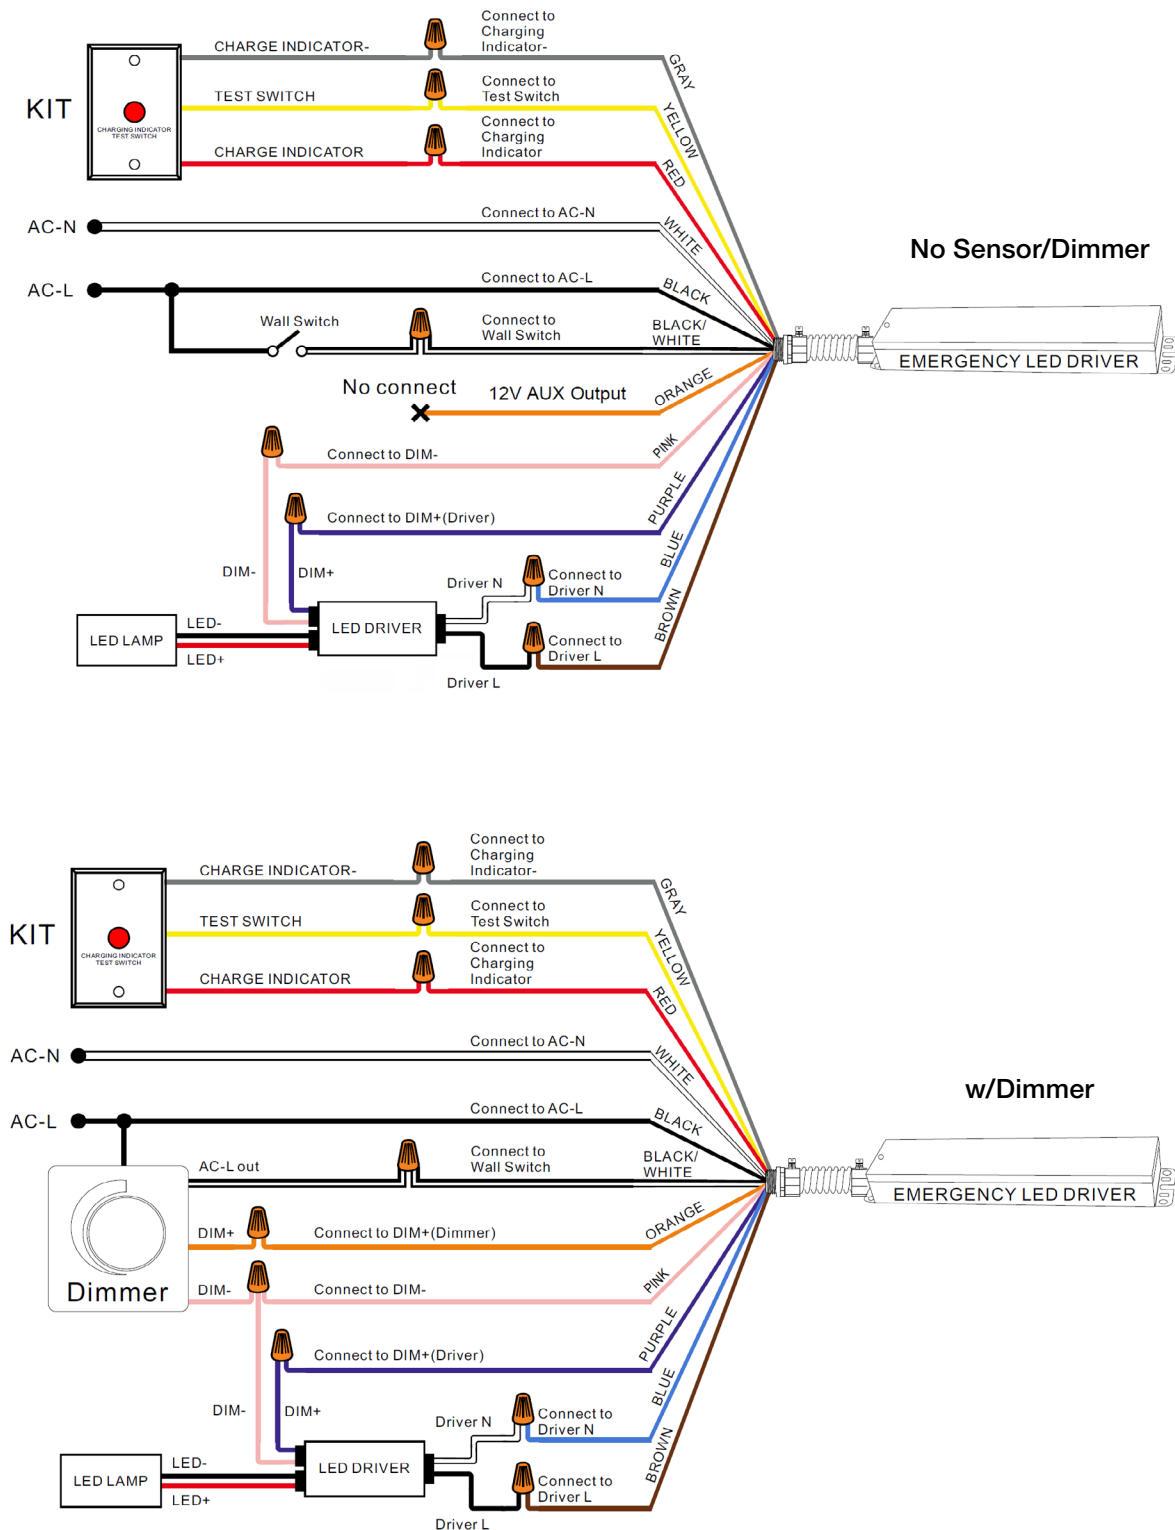 CHARGE INDICATOR-
Connect to
Charging
Indicator-
GRAY
KIT
CHARGING INDICATOR
TEST SWITCH
TEST SWITCH
Connect to
Test Switch
YELLOW
CHARGE INDICATOR
Connect to
Charging
Indicator
RED
AC-N
Connect to AC-N
WHITE
No Sensor/Dimmer
AC-L
Connect to AC-L
BLACK
Wall Switch
Connect to
Wall Switch
BLACK/
WHITE
EMERGENCY LED DRIVER
No connect
12V AUX Output
ORANGE
Connect to DIM-
PINK
Connect to DIM+(Driver)
PURPLE
DIM-
DIM+
Driver N
Connect to
Driver N
BLUE
LED LAMP
LED-
LED+
LED DRIVER
Connect to
Driver L
BROWN
Driver L
CHARGE INDICATOR-
Connect to
Charging
Indicator-
GRAY
KIT
CHARGING INDICATOR
TEST SWITCH
TEST SWITCH
Connect to
Test Switch
YELLOW
CHARGE INDICATOR
Connect to
Charging
Indicator
RED
AC-N
Connect to AC-N
WHITE
w/Dimmer
AC-L
Connect to AC-L
BLACK
AC-L out
Connect to
Wall Switch
BLACK/
WHITE
EMERGENCY LED DRIVER
Dimmer
DIM+
Connect to DIM+(Dimmer)
ORANGE
DIM-
Connect to DIM-
PINK
Connect to DIM+(Driver)
PURPLE
DIM-
DIM+
Driver N
Connect to
Driver N
BLUE
LED LAMP
LED-
LED+
LED DRIVER
Connect to
Driver L
BROWN
Driver L